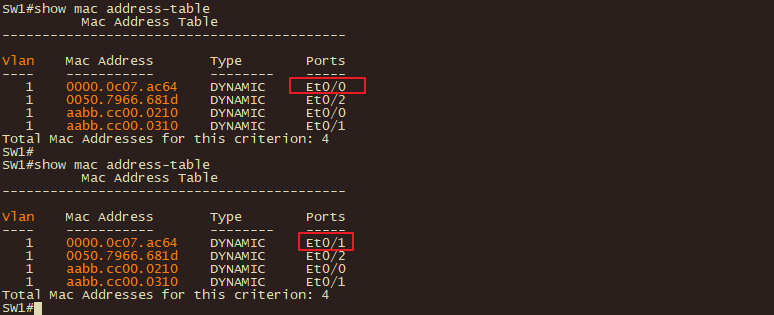 SW1#show mac address-table
          Mac Address Table
-------------------------------------------
Vlan    Mac Address       Type        Ports
----    -----------       --------    -----
   1    0000.0c07.ac64    DYNAMIC     Et0/0
   1    0050.7966.681d    DYNAMIC     Et0/2
   1    aabb.cc00.0210    DYNAMIC     Et0/0
   1    aabb.cc00.0310    DYNAMIC     Et0/1
Total Mac Addresses for this criterion: 4
SW1#
SW1#show mac address-table
          Mac Address Table
-------------------------------------------
Vlan    Mac Address       Type        Ports
----    -----------       --------    -----
   1    0000.0c07.ac64    DYNAMIC     Et0/1
   1    0050.7966.681d    DYNAMIC     Et0/2
   1    aabb.cc00.0210    DYNAMIC     Et0/0
   1    aabb.cc00.0310    DYNAMIC     Et0/1
Total Mac Addresses for this criterion: 4
SW1#